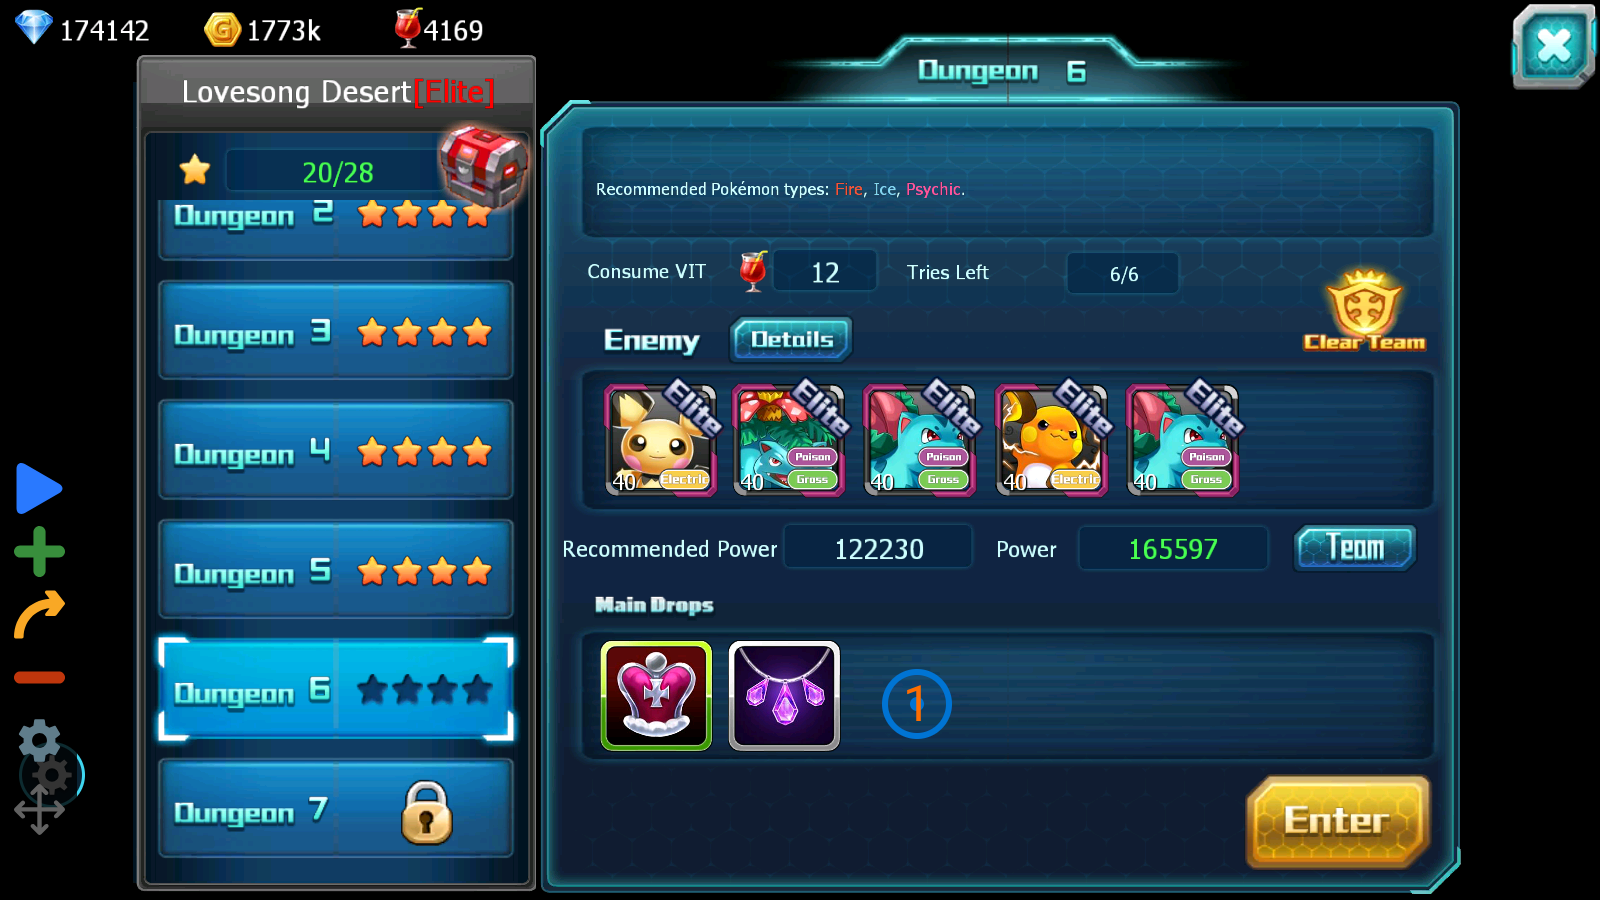 174142
1773k
4169
Lovesong Desert[Elite]
20/28
Dungeon 2
Dungeon 3
Dungeon 4
Dungeon 5
Dungeon 6
Dungeon 7
Dungeon 6
Recommended Pokémon types: Fire, Ice, Psychic.
Consume VIT 12 Tries Left 6/6
Clear Team
Enemy Details
Elite Elite Elite Elite Elite
Poison Poison Poison
40 Electric 40 Grass 40 Grass 40 Electric 40 Grass
Recommended Power 122230 Power 165597 Team
Main Drops
1
Enter